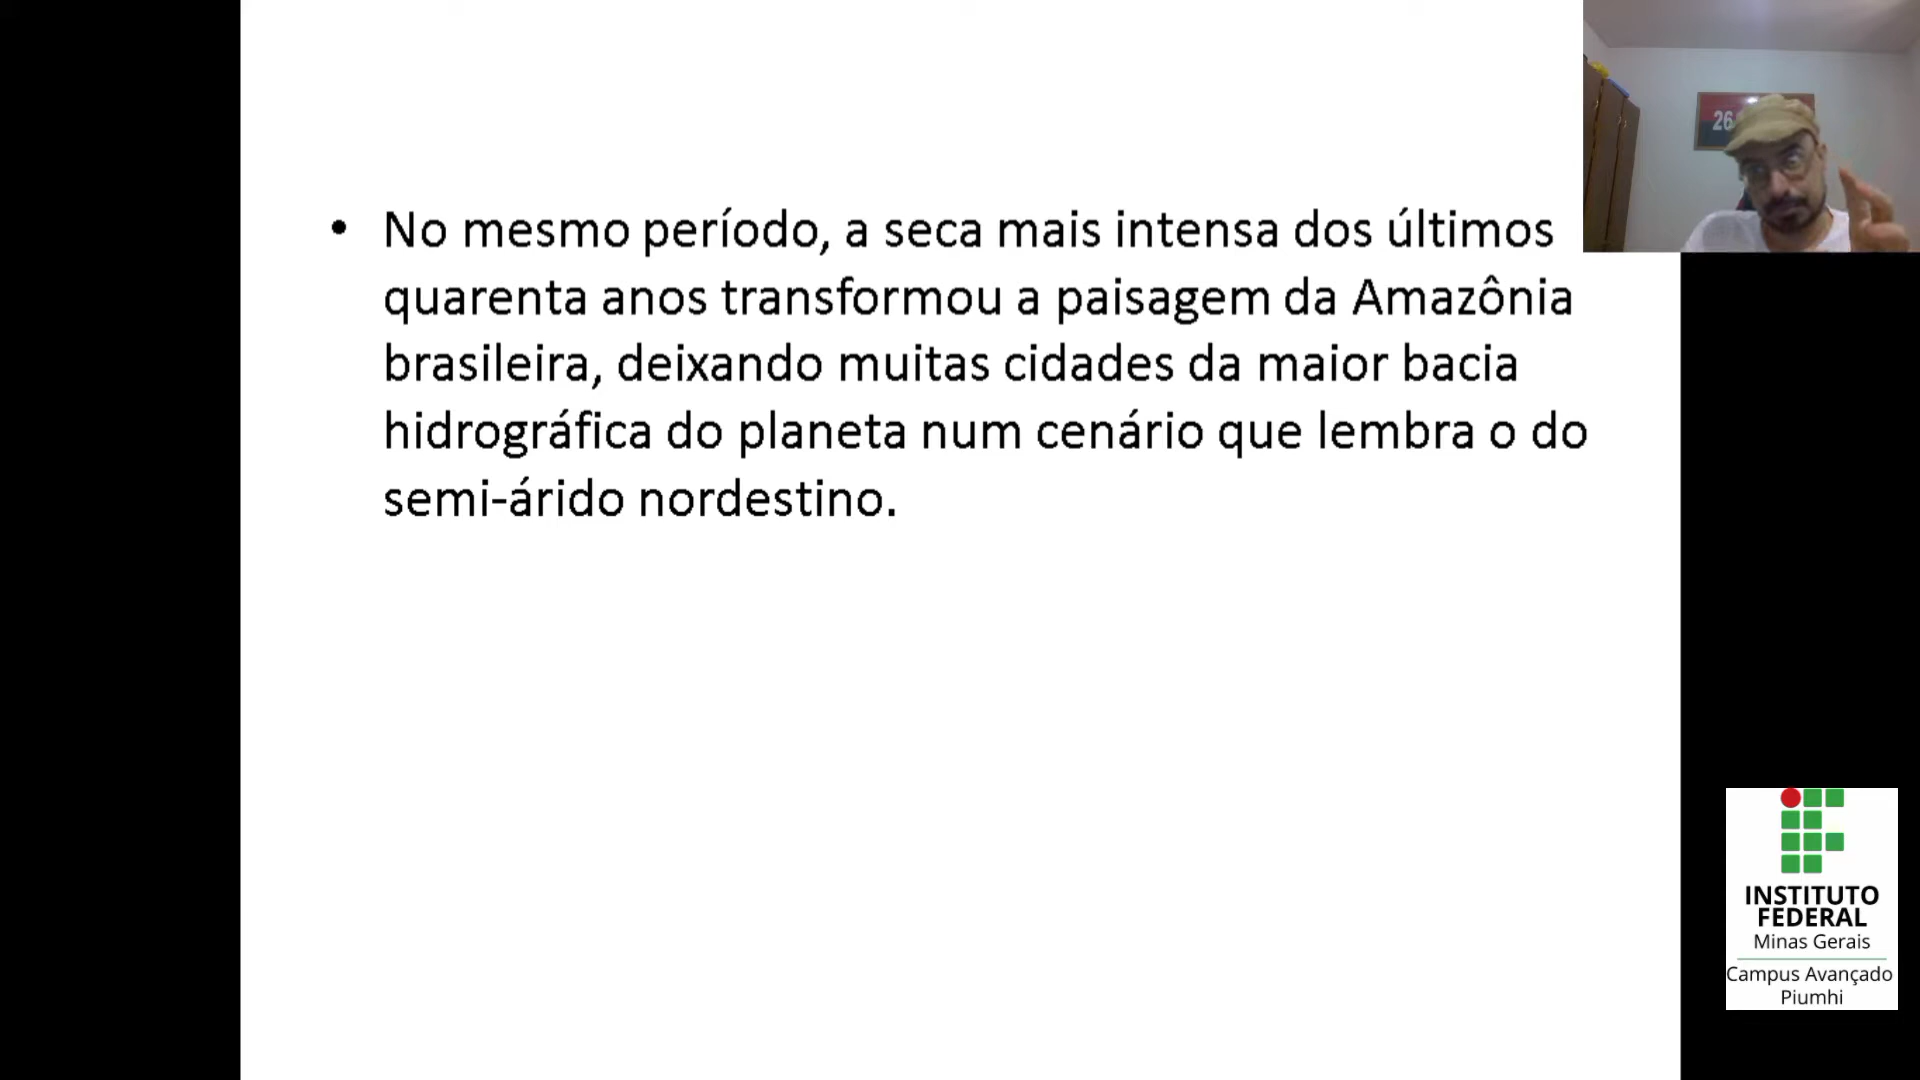 • No mesmo período, a seca mais intensa dos últimos
quarenta anos transformou a paisagem da Amazônia
brasileira, deixando muitas cidades da maior bacia
hidrográfica do planeta num cenário que lembra o do
semi-árido nordestino.
26
INSTITUTO
FEDERAL
Minas Gerais
Campus Avançado
Piumhi